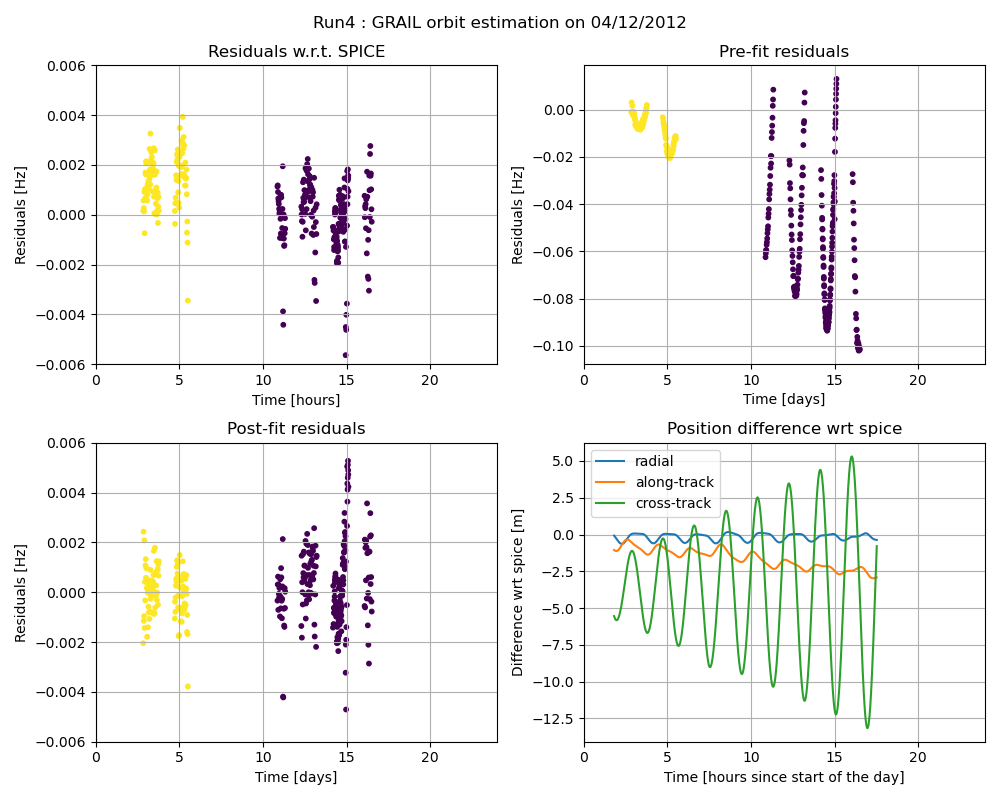 Run4 : GRAIL orbit estimation on 04/12/2012
Residuals w.r.t. SPICE
Residuals [Hz]
0.006
0.004
0.002
0.000
−0.002
−0.004
−0.006
0 5 10 15 20
Time [hours]
Pre-fit residuals
Residuals [Hz]
0.00
−0.02
−0.04
−0.06
−0.08
−0.10
0 5 10 15 20
Time [days]
Post-fit residuals
Residuals [Hz]
0.006
0.004
0.002
0.000
−0.002
−0.004
−0.006
0 5 10 15 20
Time [days]
Position difference wrt spice
Difference wrt spice [m]
5.0
2.5
0.0
−2.5
−5.0
−7.5
−10.0
−12.5
radial
along-track
cross-track
0 5 10 15 20
Time [hours since start of the day]